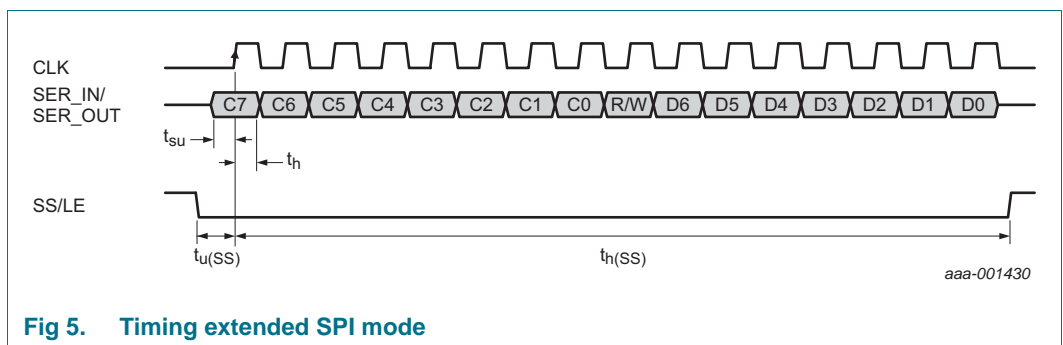 CLK
SER_IN/
SER_OUT
C7 C6 C5 C4 C3 C2 C1 C0 R/W D6 D5 D4 D3 D2 D1 D0
tsu
th
SS/LE
tu(SS)
th(SS)
aaa-001430
Fig 5. Timing extended SPI mode